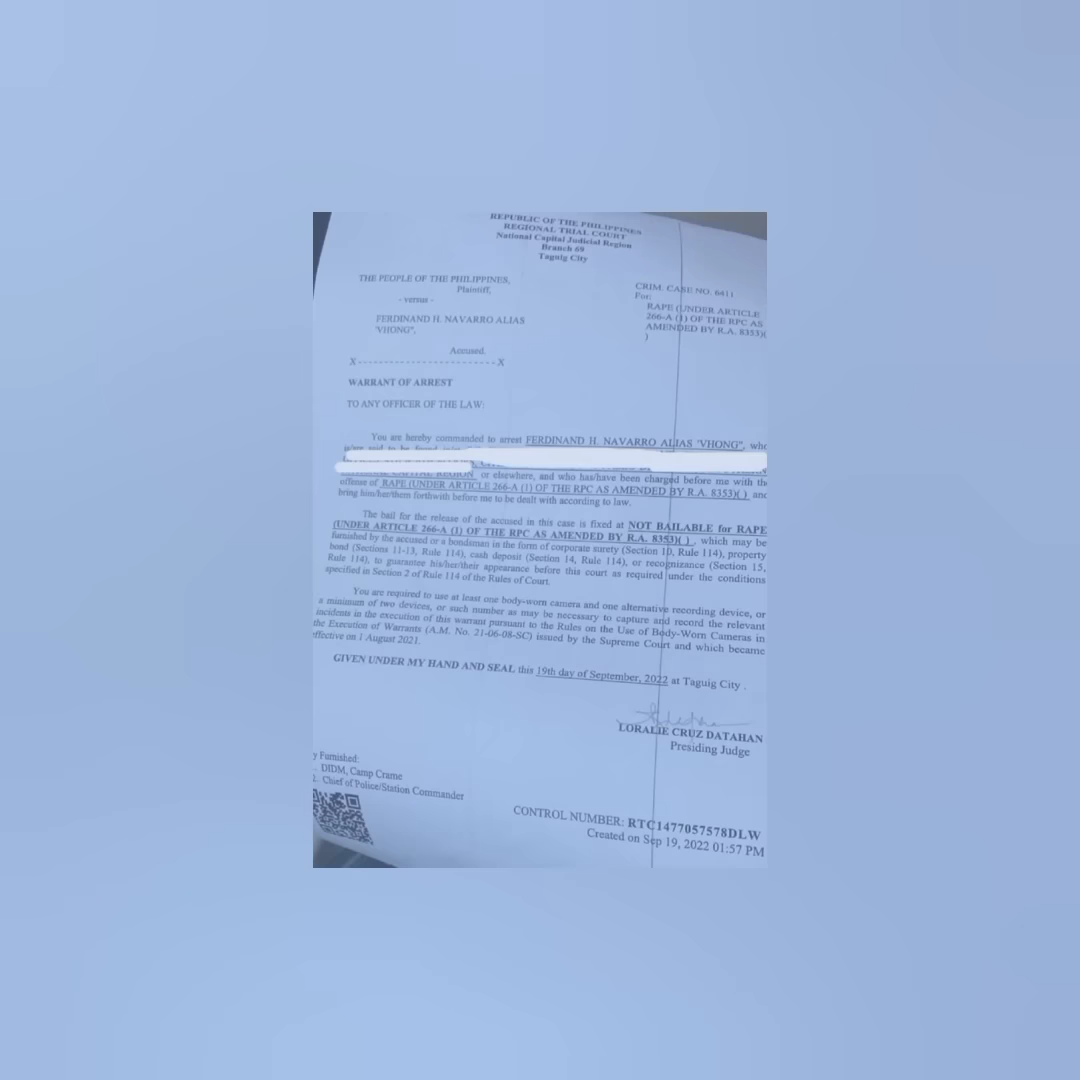 REPUBLIC OF THE PHILIPPINES
REGIONAL TRIAL COURT
National Capital Judicial Region
Branch 69
Taguig City
THE PEOPLE OF THE PHILIPPINES,
Plaintiff,
- versus -
FERDINAND H. NAVARRO ALIAS
'VHONG",
Accused.
X---------------------------X
CRIM. CASE NO. 6411
For:
RAPE (UNDER ARTICLE
266-A (1) OF THE RPC AS
AMENDED BY R.A. 8353)(
)
WARRANT OF ARREST
TO ANY OFFICER OF THE LAW:
You are hereby commanded to arrest FERDINAND H. NAVARRO ALIAS 'VHONG", who
CAPITAL REGION or elsewhere, and who has/have been charged before me with the
offense of RAPE (UNDER ARTICLE 266-A (1) OF THE RPC AS AMENDED BY R.A. 8353)( ) and
bring him/her/them forthwith before me to be dealt with according to law.
The bail for the release of the accused in this case is fixed at NOT BAILABLE for RAPE
(UNDER ARTICLE 266-A (1) OF THE RPC AS AMENDED BY R.A. 8353)( ) , which may be
furnished by the accused or a bondsman in the form of corporate surety (Section 10, Rule 114), property
bond (Sections 11-13, Rule 114), cash deposit (Section 14, Rule 114), or recognizance (Section 15,
Rule 114), to guarantee his/her/their appearance before this court as required under the conditions
specified in Section 2 of Rule 114 of the Rules of Court.
You are required to use at least one body-worn camera and one alternative recording device, or
a minimum of two devices, or such number as may be necessary to capture and record the relevant
incidents in the execution of this warrant pursuant to the Rules on the Use of Body-Worn Cameras in
the Execution of Warrants (A.M. No. 21-06-08-SC) issued by the Supreme Court and which became
effective on 1 August 2021.
GIVEN UNDER MY HAND AND SEAL this 19th day of September, 2022 at Taguig City .
LORALIE CRUZ DATAHAN
Presiding Judge
y Furnished:
. DIDM, Camp Crame
. Chief of Police/Station Commander
CONTROL NUMBER: RTC1477057578DLW
Created on Sep 19, 2022 01:57 PM